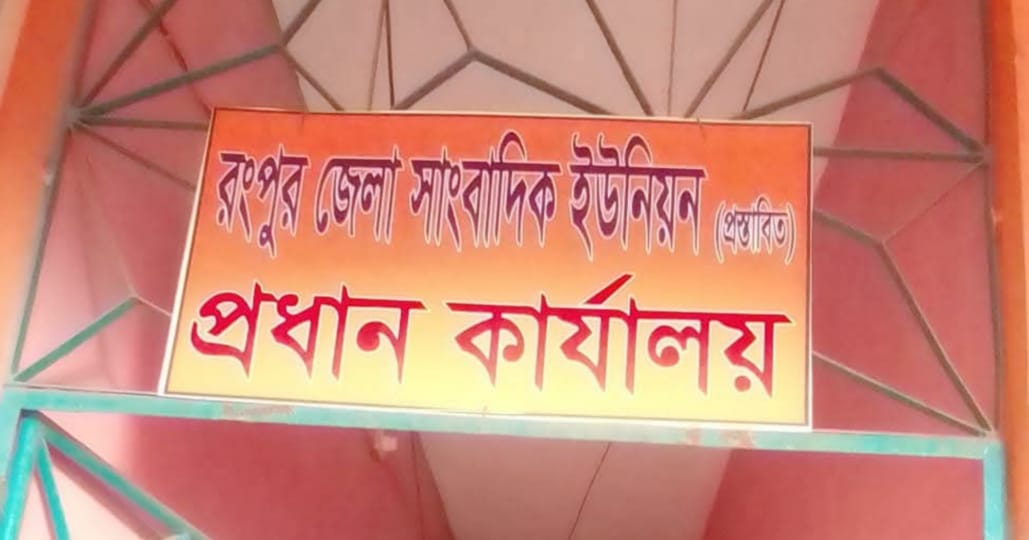 রংপুর জেলা সাংবাদিক ইউনিয়ন (প্রস্তাবিত)
প্রধান কার্যালয়